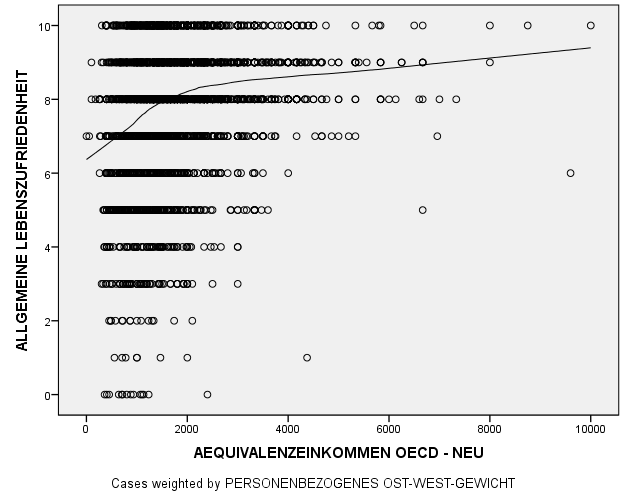 ALLGEMEINE LEBENSZUFRIEDENHEIT
10
8
6
4
2
0
0 2000 4000 6000 8000 10000
AEQUIVALENZEINKOMMEN OECD - NEU
Cases weighted by PERSONENBEZOGENES OST-WEST-GEWICHT